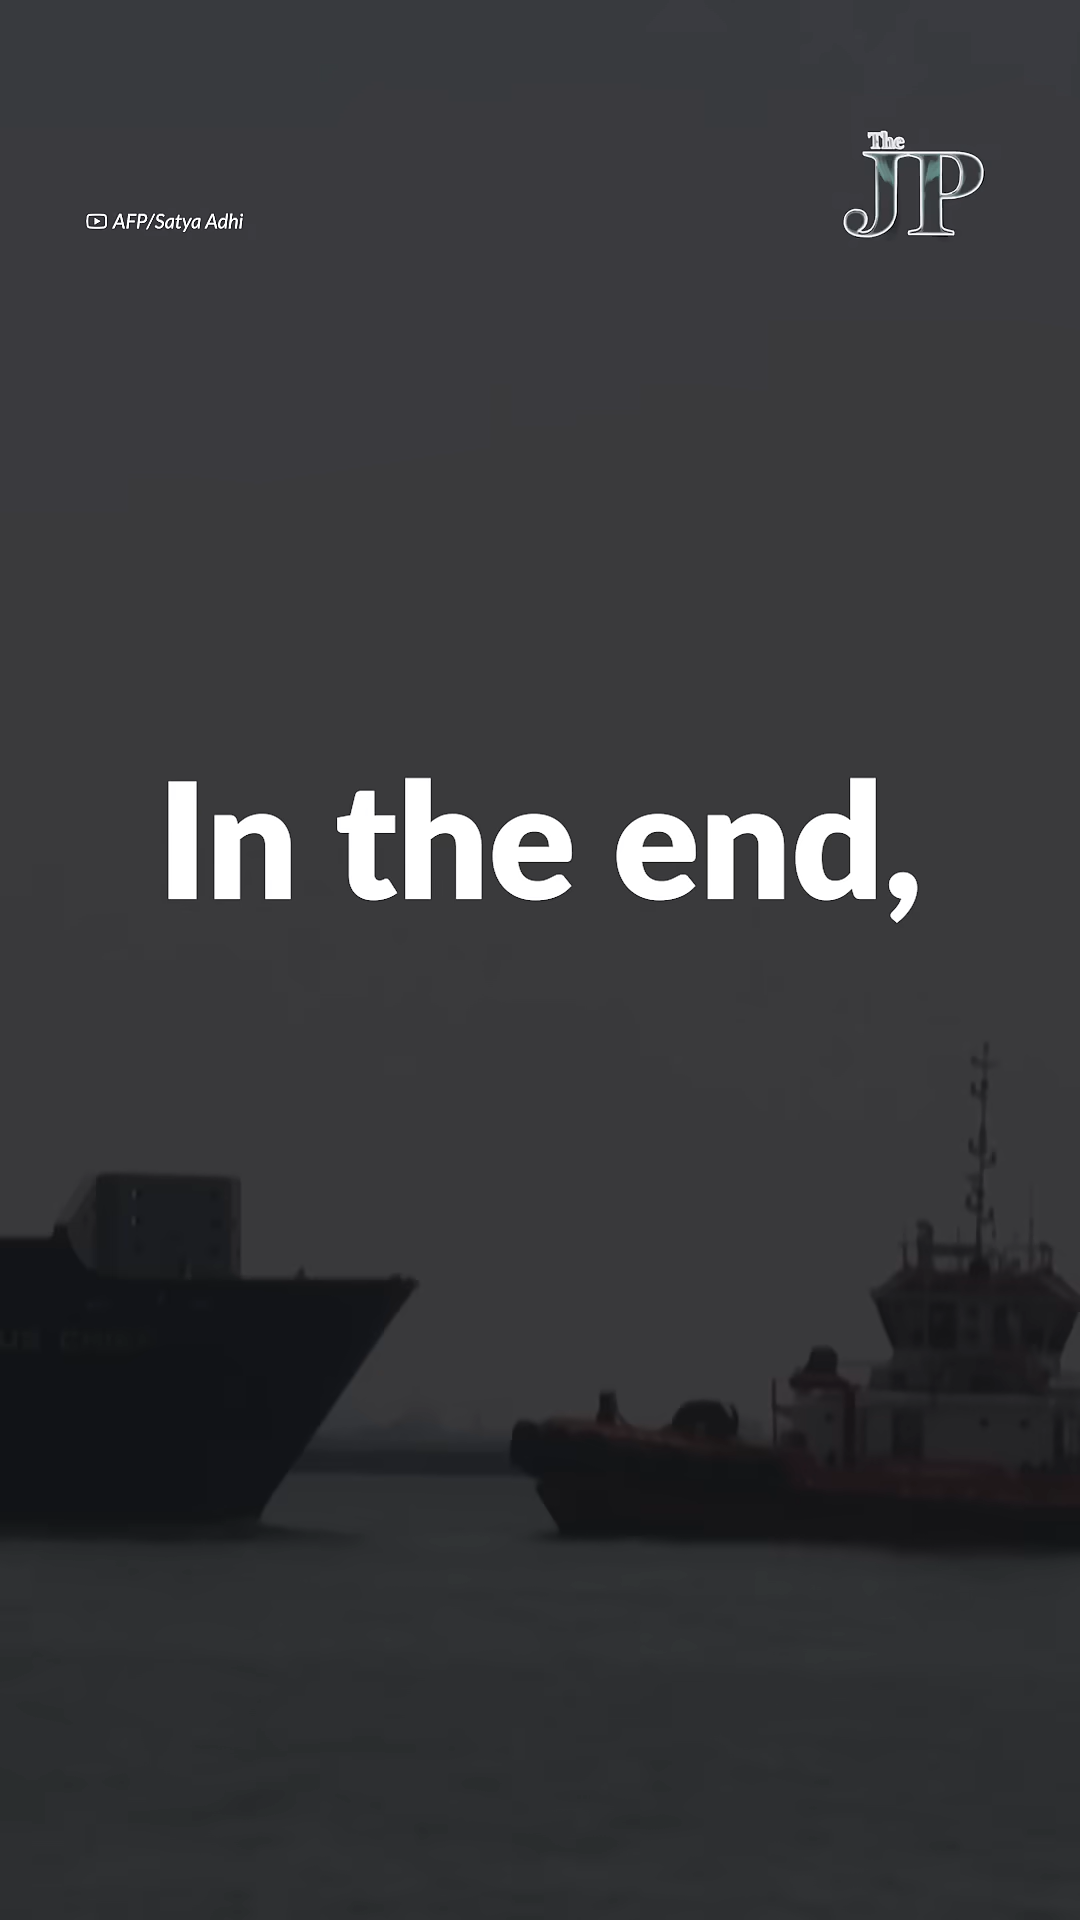 The
JP
AFP/Satya Adhi
In the end,